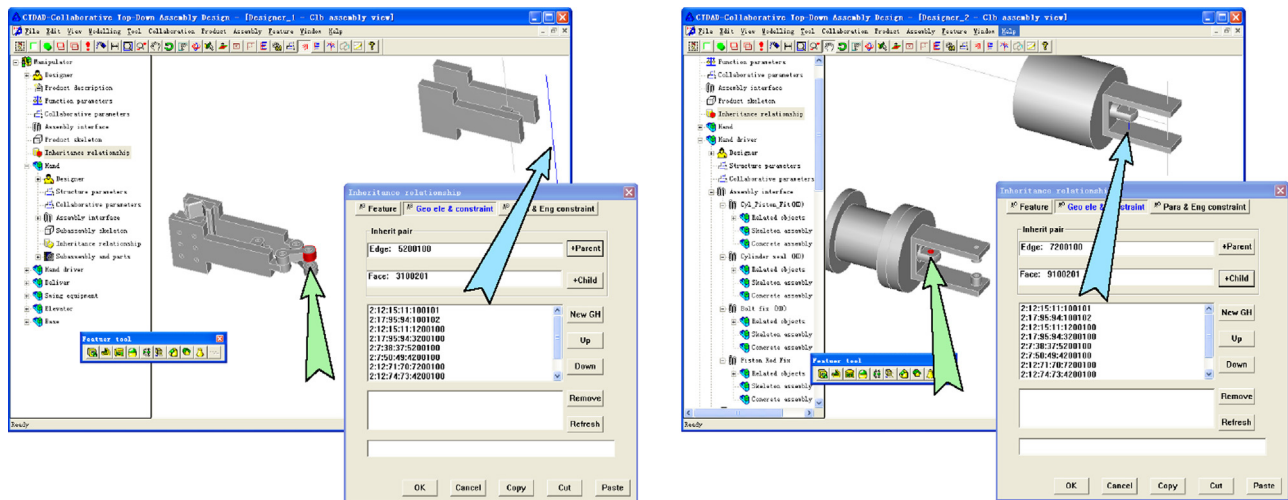 CTDAD-Collaborative Top-Down Assembly Design - [Designer_1 - Clb assembly view]
File Edit View Modelling Tool Collaboration Product Assembly Feature Window Help
Manipulator
Designer
Product description
Function parameters
Collaborative parameters
Assembly interface
Product skeleton
Inheritance relationship
Hand
Designer
Structure parameters
Collaborative parameters
Assembly interface
Subassembly skeleton
Inheritance relationship
Subassembly and parts
Hand driver
Deliver
Swing equipment
Elevator
Base
Featuer tool
Ready
Inheritance relationship
Feature
Geo ele & constraint
& Eng constraint
Inherit pair
Edge: 5200100
+Parent
Face: 3100201
+Child
2:12:15:11:100101
2:17:95:94:100102
2:12:15:11:1200100
2:17:95:94:3200100
2:7:38:37:5200100
2:7:50:49:4200100
2:12:71:70:7200100
2:12:74:73:4200100
New GH
Up
Down
Remove
Refresh
OK Cancel Copy Cut Paste
CTDAD-Collaborative Top-Down Assembly Design - [Designer_2 - Clb assembly view]
File Edit View Modelling Tool Collaboration Product Assembly Feature Window Help
Function parameters
Collaborative parameters
Assembly interface
Product skeleton
Inheritance relationship
Hand
Hand driver
Designer
Structure parameters
Collaborative parameters
Assembly interface
Cyl_Piston_Fit(HD)
Related objects
Skeleton assembly
Concrete assembly
Cylinder seal (HD)
Related objects
Skeleton assembly
Concrete assembly
Bolt fix (HD)
Related objects
Skeleton assembly
Concrete assembly
Piston Rod Fix
Related objects
Skeleton assembly
Concrete assembly
Featuer tool
Ready
Inheritance relationship
Feature
Geo ele & constraint
Para & Eng constraint
Inherit pair
Edge: 7200100
+Parent
Face: 9100201
+Child
2:12:15:11:100101
2:17:95:94:100102
2:12:15:11:1200100
2:17:95:94:3200100
2:7:38:37:5200100
2:7:50:49:4200100
2:12:71:70:7200100
2:12:74:73:4200100
New GH
Up
Down
Remove
Refresh
OK Cancel Copy Cut Paste